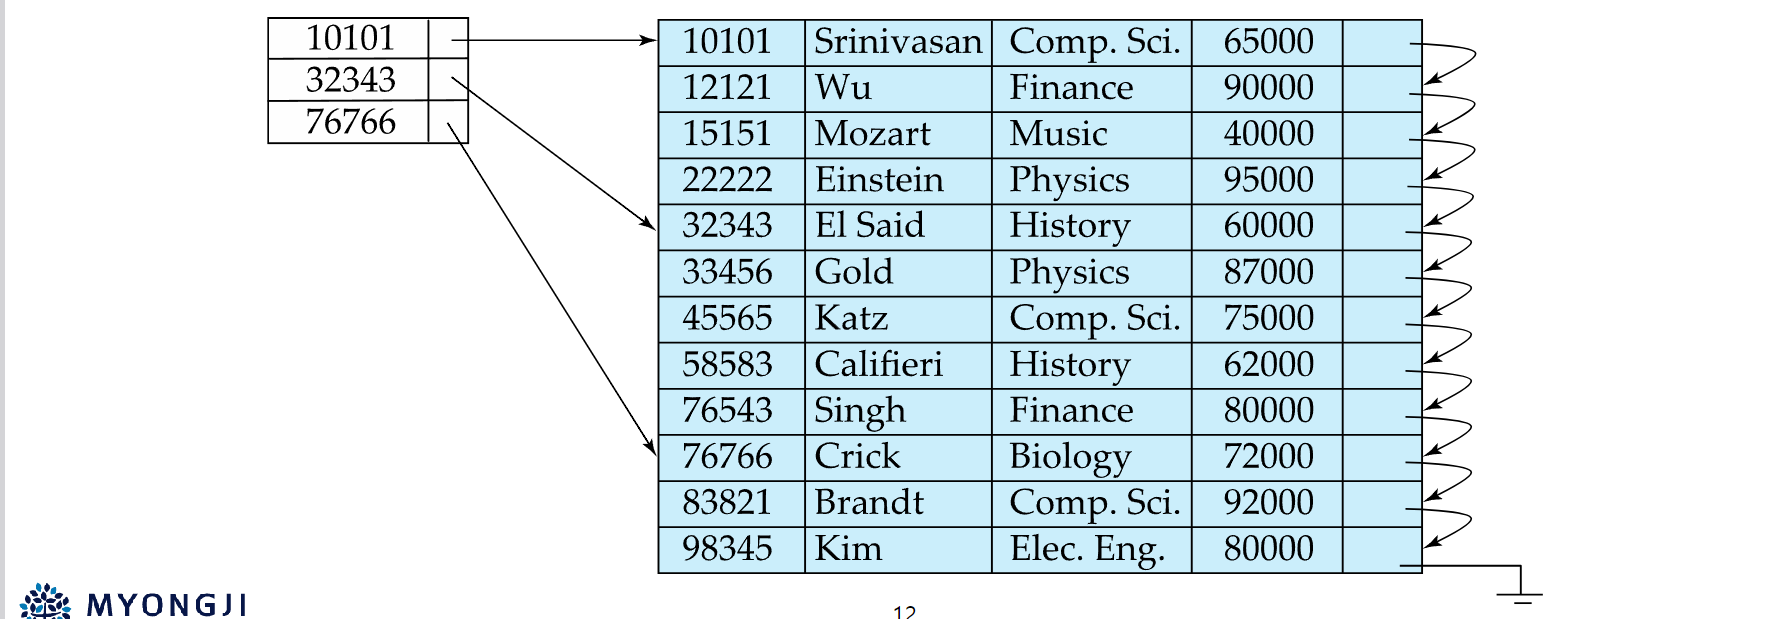 10101
32343
76766
10101 Srinivasan Comp. Sci. 65000
12121 Wu Finance 90000
15151 Mozart Music 40000
22222 Einstein Physics 95000
32343 El Said History 60000
33456 Gold Physics 87000
45565 Katz Comp. Sci. 75000
58583 Califieri History 62000
76543 Singh Finance 80000
76766 Crick Biology 72000
83821 Brandt Comp. Sci. 92000
98345 Kim Elec. Eng. 80000
MYONGJI
12